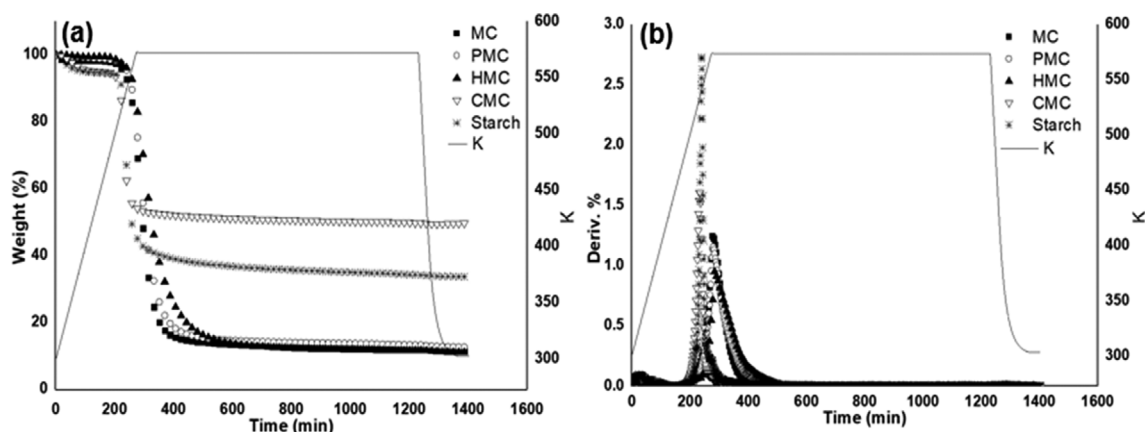 (a)
MC
PMC
HMC
CMC
Starch
K
Weight (%)
100
80
60
40
20
0
0 200 400 600 800 1000 1200 1400 1600
Time (min)
600
550
500
450
400
350
300
K
(b)
MC
PMC
HMC
CMC
Starch
K
Deriv. %
3.0
2.5
2.0
1.5
1.0
0.5
0.0
0 200 400 600 800 1000 1200 1400 1600
Time (min)
600
550
500
450
400
350
300
K